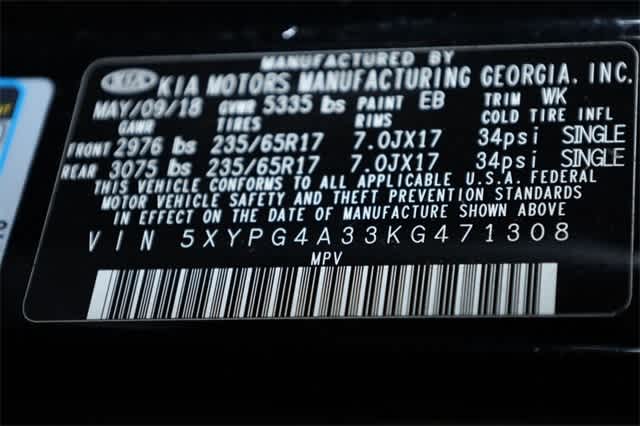 MANUFACTURED BY
KIA KIA MOTORS MANUFACTURING GEORGIA, INC.
MAY/09/18 GVWR 5335 lbs PAINT EB TRIM WK
GAWR TIRES RIMS COLD TIRE INFL
FRONT 2976 lbs 235/65R17 7.0JX17 34psi SINGLE
REAR 3075 lbs 235/65R17 7.0JX17 34psi SINGLE
THIS VEHICLE CONFORMS TO ALL APPLICABLE U.S.A. FEDERAL
MOTOR VEHICLE SAFETY AND THEFT PREVENTION STANDARDS
IN EFFECT ON THE DATE OF MANUFACTURE SHOWN ABOVE
VIN 5XYPG4A33KG471308
MPV